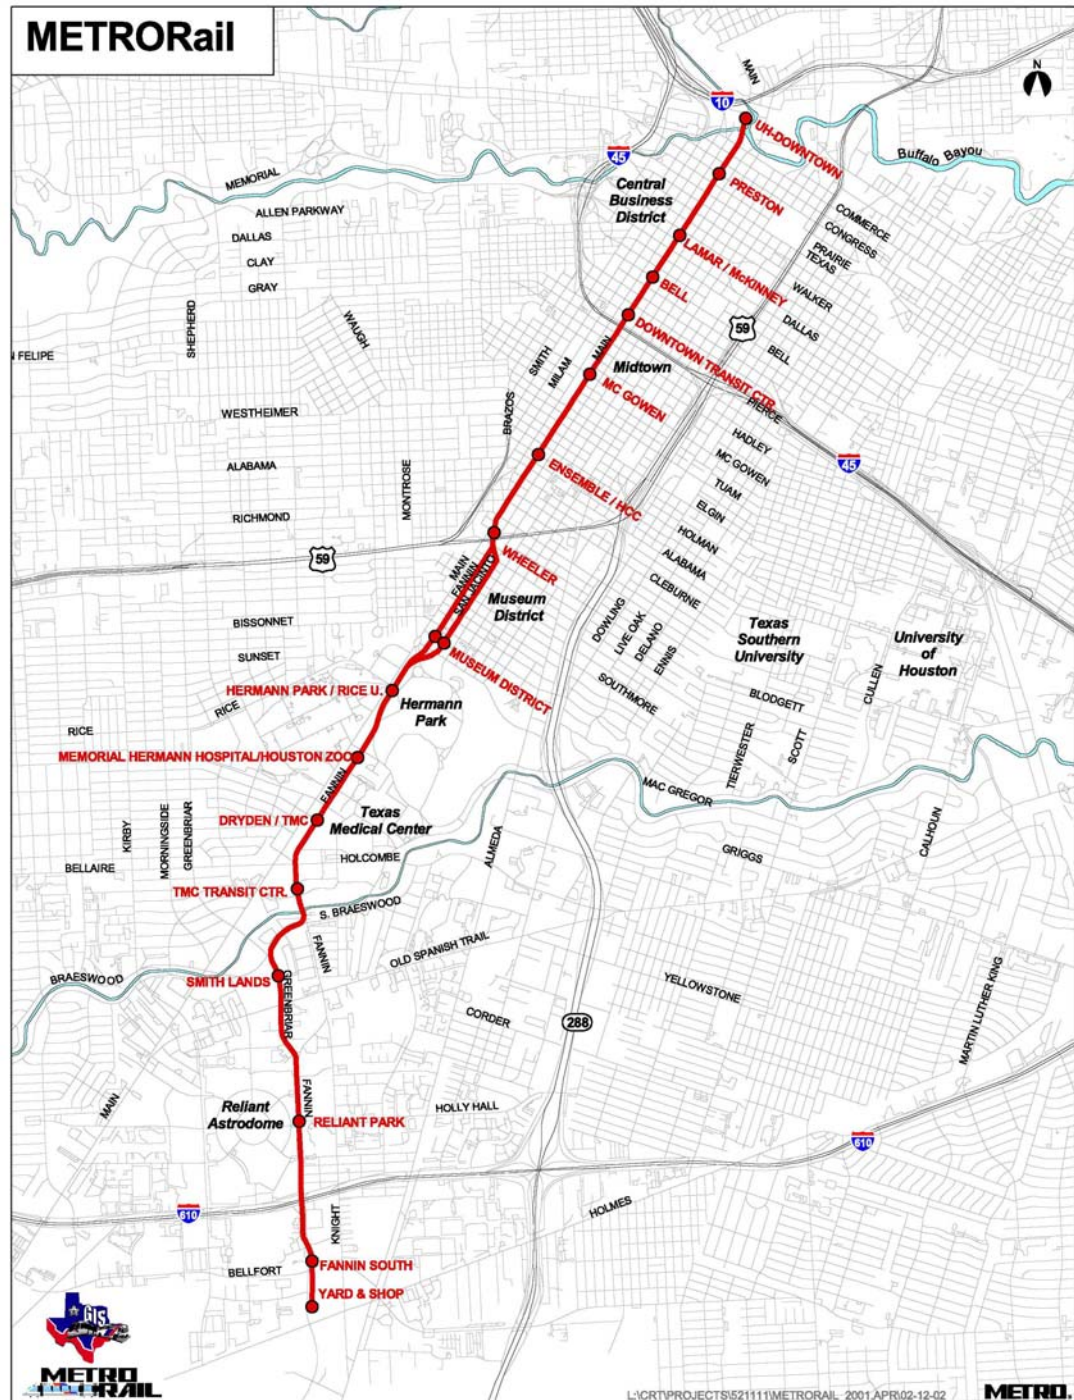 METRORail
N
MAIN
10
UH-DOWNTOWN
45
Buffalo Bayou
MEMORIAL
PRESTON
Central
Business
District
ALLEN PARKWAY
COMMERCE
CONGRESS
PRAIRIE
TEXAS
DALLAS
LAMAR / McKINNEY
CLAY
GRAY
BELL
WALKER
SHEPHERD
WAUGH
59
DALLAS
DOWNTOWN TRANSIT CTR.
BELL
N FELIPE
SMITH
MILAM
MAIN
Midtown
MC GOWEN
PIERCE
WESTHEIMER
BRAZOS
HADLEY
MC GOWEN
45
ALABAMA
MONTROSE
ENSEMBLE / HCC
TUAM
ELGIN
RICHMOND
HOLMAN
59
WHEELER
ALABAMA
MAIN
FANNIN
SAN JACINTO
CLEBURNE
Museum
District
BISSONNET
DOWLING
LIVE OAK
DELANO
ENNIS
Texas
Southern
University
University
of
Houston
SUNSET
MUSEUM DISTRICT
SOUTHMORE
CULLEN
HERMANN PARK / RICE U.
Hermann
Park
BLODGETT
RICE
RICE
TIERWESTER
SCOTT
MEMORIAL HERMANN HOSPITAL/HOUSTON ZOO
FANNIN
MAC GREGOR
DRYDEN / TMC
Texas
Medical Center
KIRBY
MORNINGSIDE
GREENBRIAR
ALMEDA
CALHOUN
HOLCOMBE
GRIGGS
BELLAIRE
TMC TRANSIT CTR.
S. BRAESWOOD
FANNIN
OLD SPANISH TRAIL
BRAESWOOD
SMITH LANDS
GREENBRIAR
YELLOWSTONE
MARTIN LUTHER KING
CORDER
288
MAIN
FANNIN
HOLLY HALL
Reliant
Astrodome
RELIANT PARK
610
610
HOLMES
KNIGHT
FANNIN SOUTH
BELLFORT
YARD & SHOP
GIS
METRO
RAIL
L:\CRT\PROJECTS\521111\METRORAIL_2001.APR\02-12-02
METRO